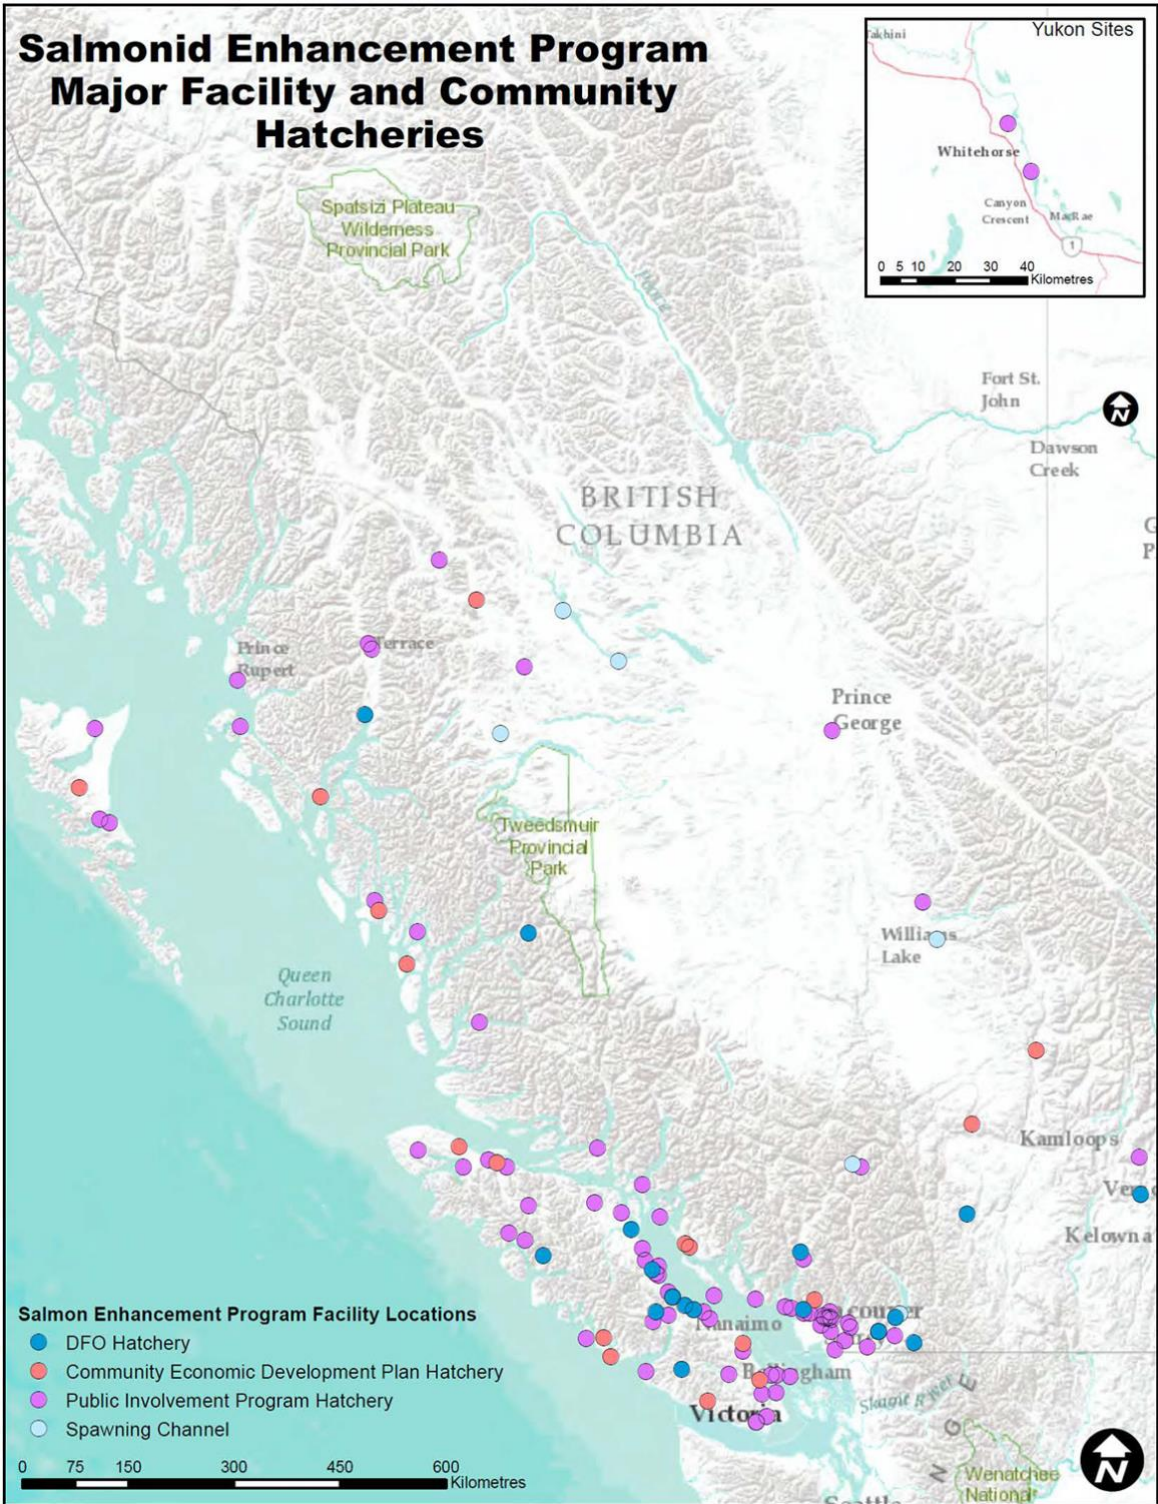 Salmonid Enhancement Program
Major Facility and Community
Hatcheries
Yukon Sites
Takhini
Whitehorse
Canyon
Crescent
MacRae
1
0 5 10 20 30 40
Kilometres
Spatsizi Plateau
Wilderness
Provincial Park
Fort St.
John
N
Dawson
Creek
BRITISH
COLUMBIA
G
P
Prince
Rupert
Terrace
Prince
George
Tweedsmuir
Provincial
Park
Williams
Lake
Queen
Charlotte
Sound
Kamloops
Kelowna
Nanaimo
Bellingham
Victoria
Skagit River
N G E
Wenatchee
National
Seattle
N
Salmon Enhancement Program Facility Locations
DFO Hatchery
Community Economic Development Plan Hatchery
Public Involvement Program Hatchery
Spawning Channel
0 75 150 300 450 600
Kilometres